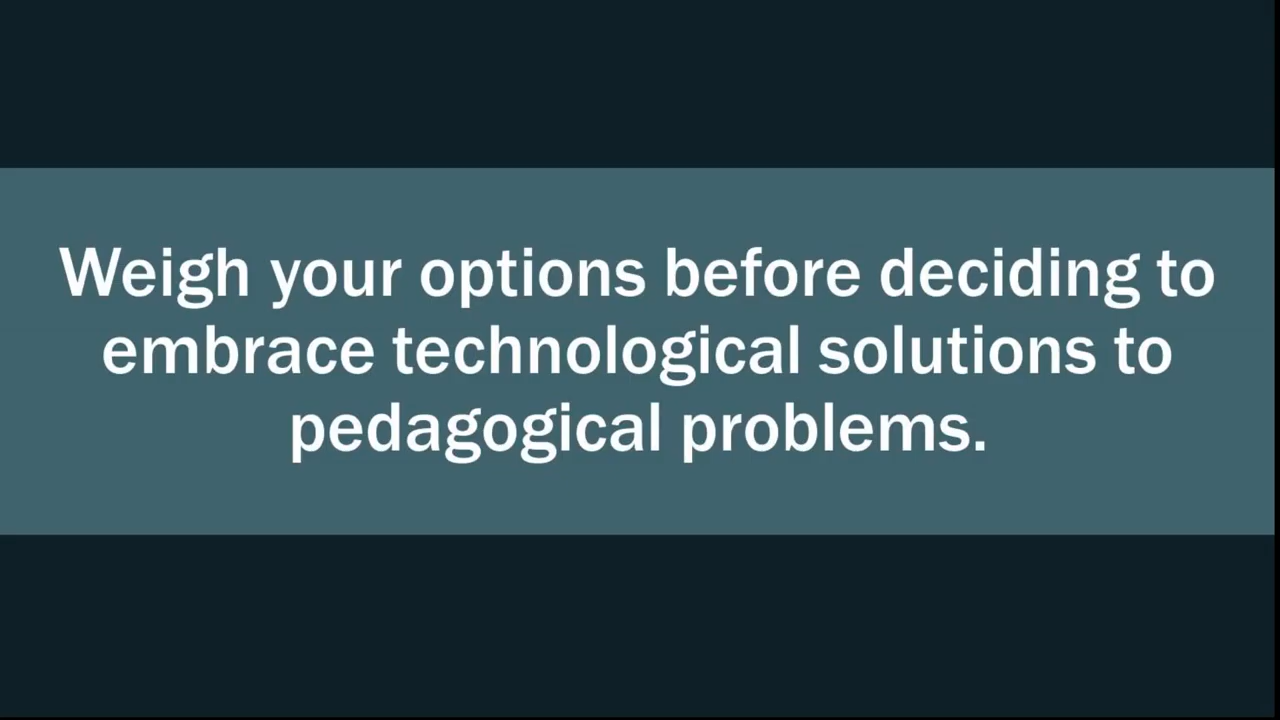 Weigh your options before deciding to
embrace technological solutions to
pedagogical problems.